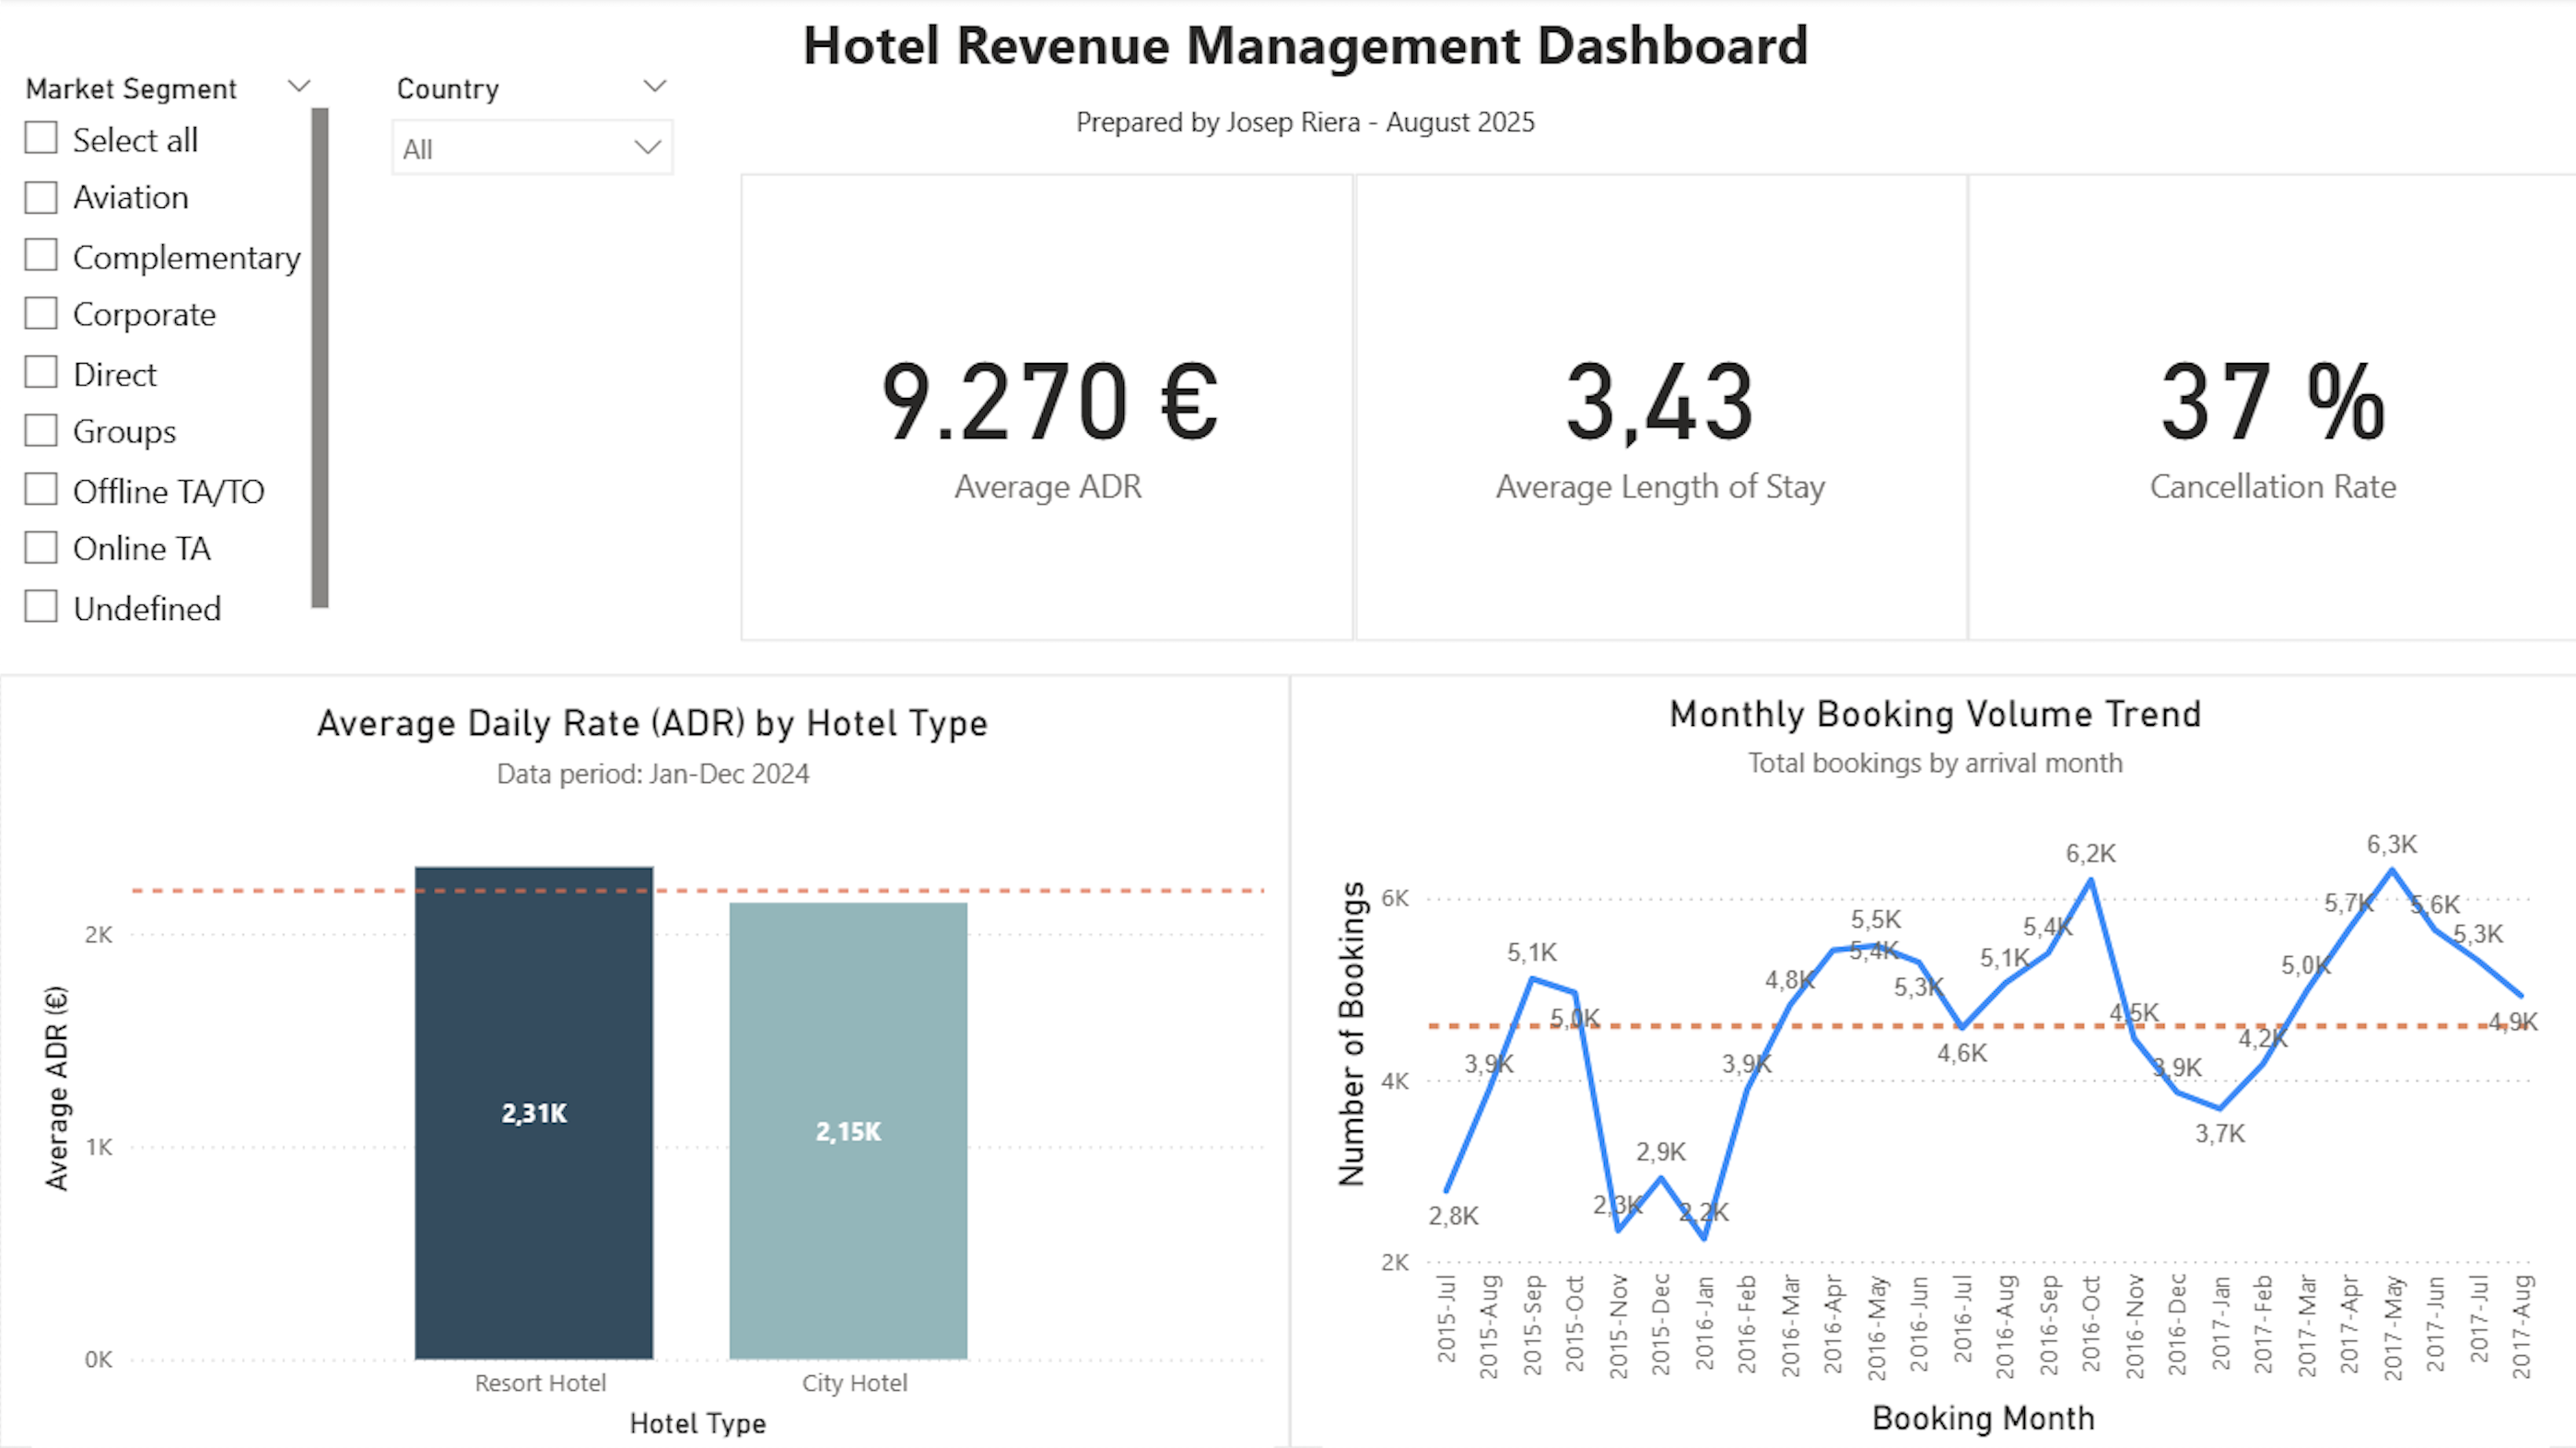 Hotel Revenue Management Dashboard
Prepared by Josep Riera - August 2025
Market Segment
Select all
Aviation
Complementary
Corporate
Direct
Groups
Offline TA/TO
Online TA
Undefined
Country
All
9.270 €
Average ADR
3,43
Average Length of Stay
37 %
Cancellation Rate
Average Daily Rate (ADR) by Hotel Type
Data period: Jan-Dec 2024
Average ADR (€)
2K
1K
0K
2,31K
2,15K
Resort Hotel
City Hotel
Hotel Type
Monthly Booking Volume Trend
Total bookings by arrival month
Number of Bookings
6K
4K
2K
2,8K
3,9K
5,1K
5,0K
2,3K
2,9K
2,2K
3,9K
4,8K
5,4K
5,5K
5,3K
4,6K
5,1K
5,4K
6,2K
4,5K
3,9K
3,7K
4,2K
5,0K
5,7K
6,3K
5,6K
5,3K
4,9K
2015-Jul
2015-Aug
2015-Sep
2015-Oct
2015-Nov
2015-Dec
2016-Jan
2016-Feb
2016-Mar
2016-Apr
2016-May
2016-Jun
2016-Jul
2016-Aug
2016-Sep
2016-Oct
2016-Nov
2016-Dec
2017-Jan
2017-Feb
2017-Mar
2017-Apr
2017-May
2017-Jun
2017-Jul
2017-Aug
Booking Month